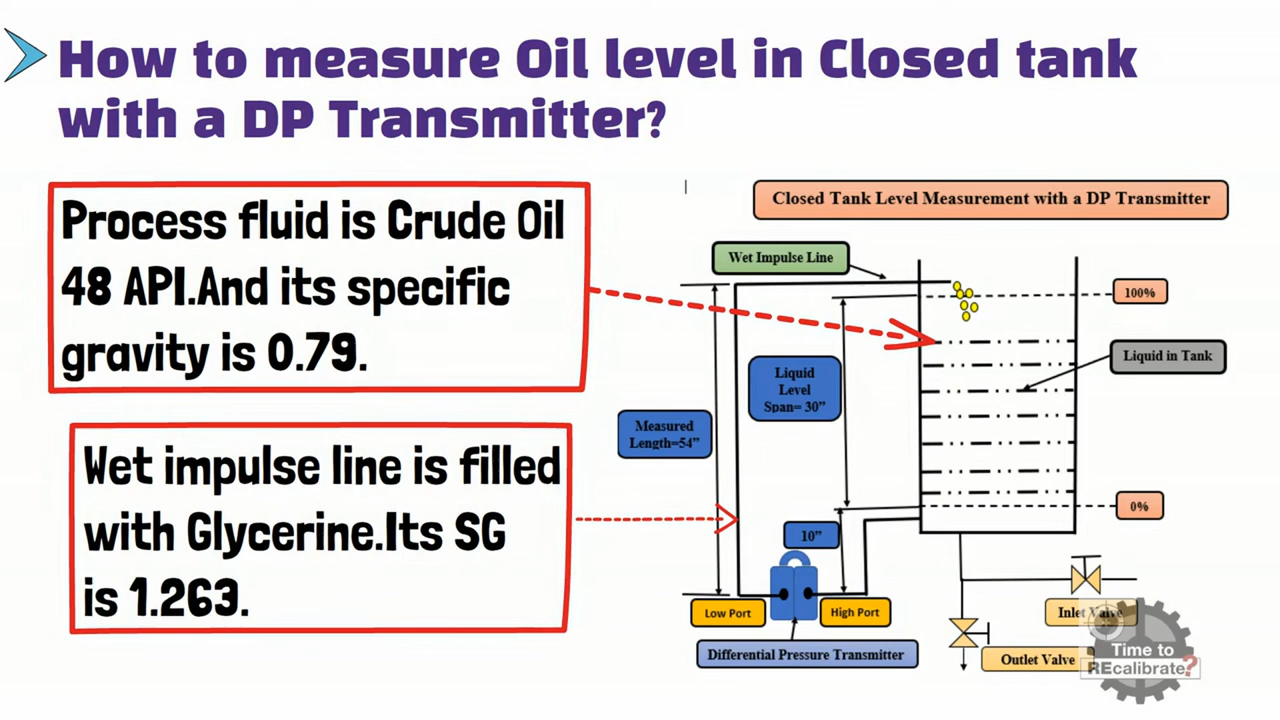 How to measure Oil level in Closed tank
with a DP Transmitter?
Process fluid is Crude Oil
48 API.And its specific
gravity is 0.79.
Wet impulse line is filled
with Glycerine.Its SG
is 1.263.
Closed Tank Level Measurement with a DP Transmitter
Wet Impulse Line
100%
Liquid in Tank
Liquid
Level
Span= 30”
Measured
Length=54”
0%
10”
Low Port
High Port
Inlet Valve
Differential Pressure Transmitter
Outlet Valve
Time to
REcalibrate?